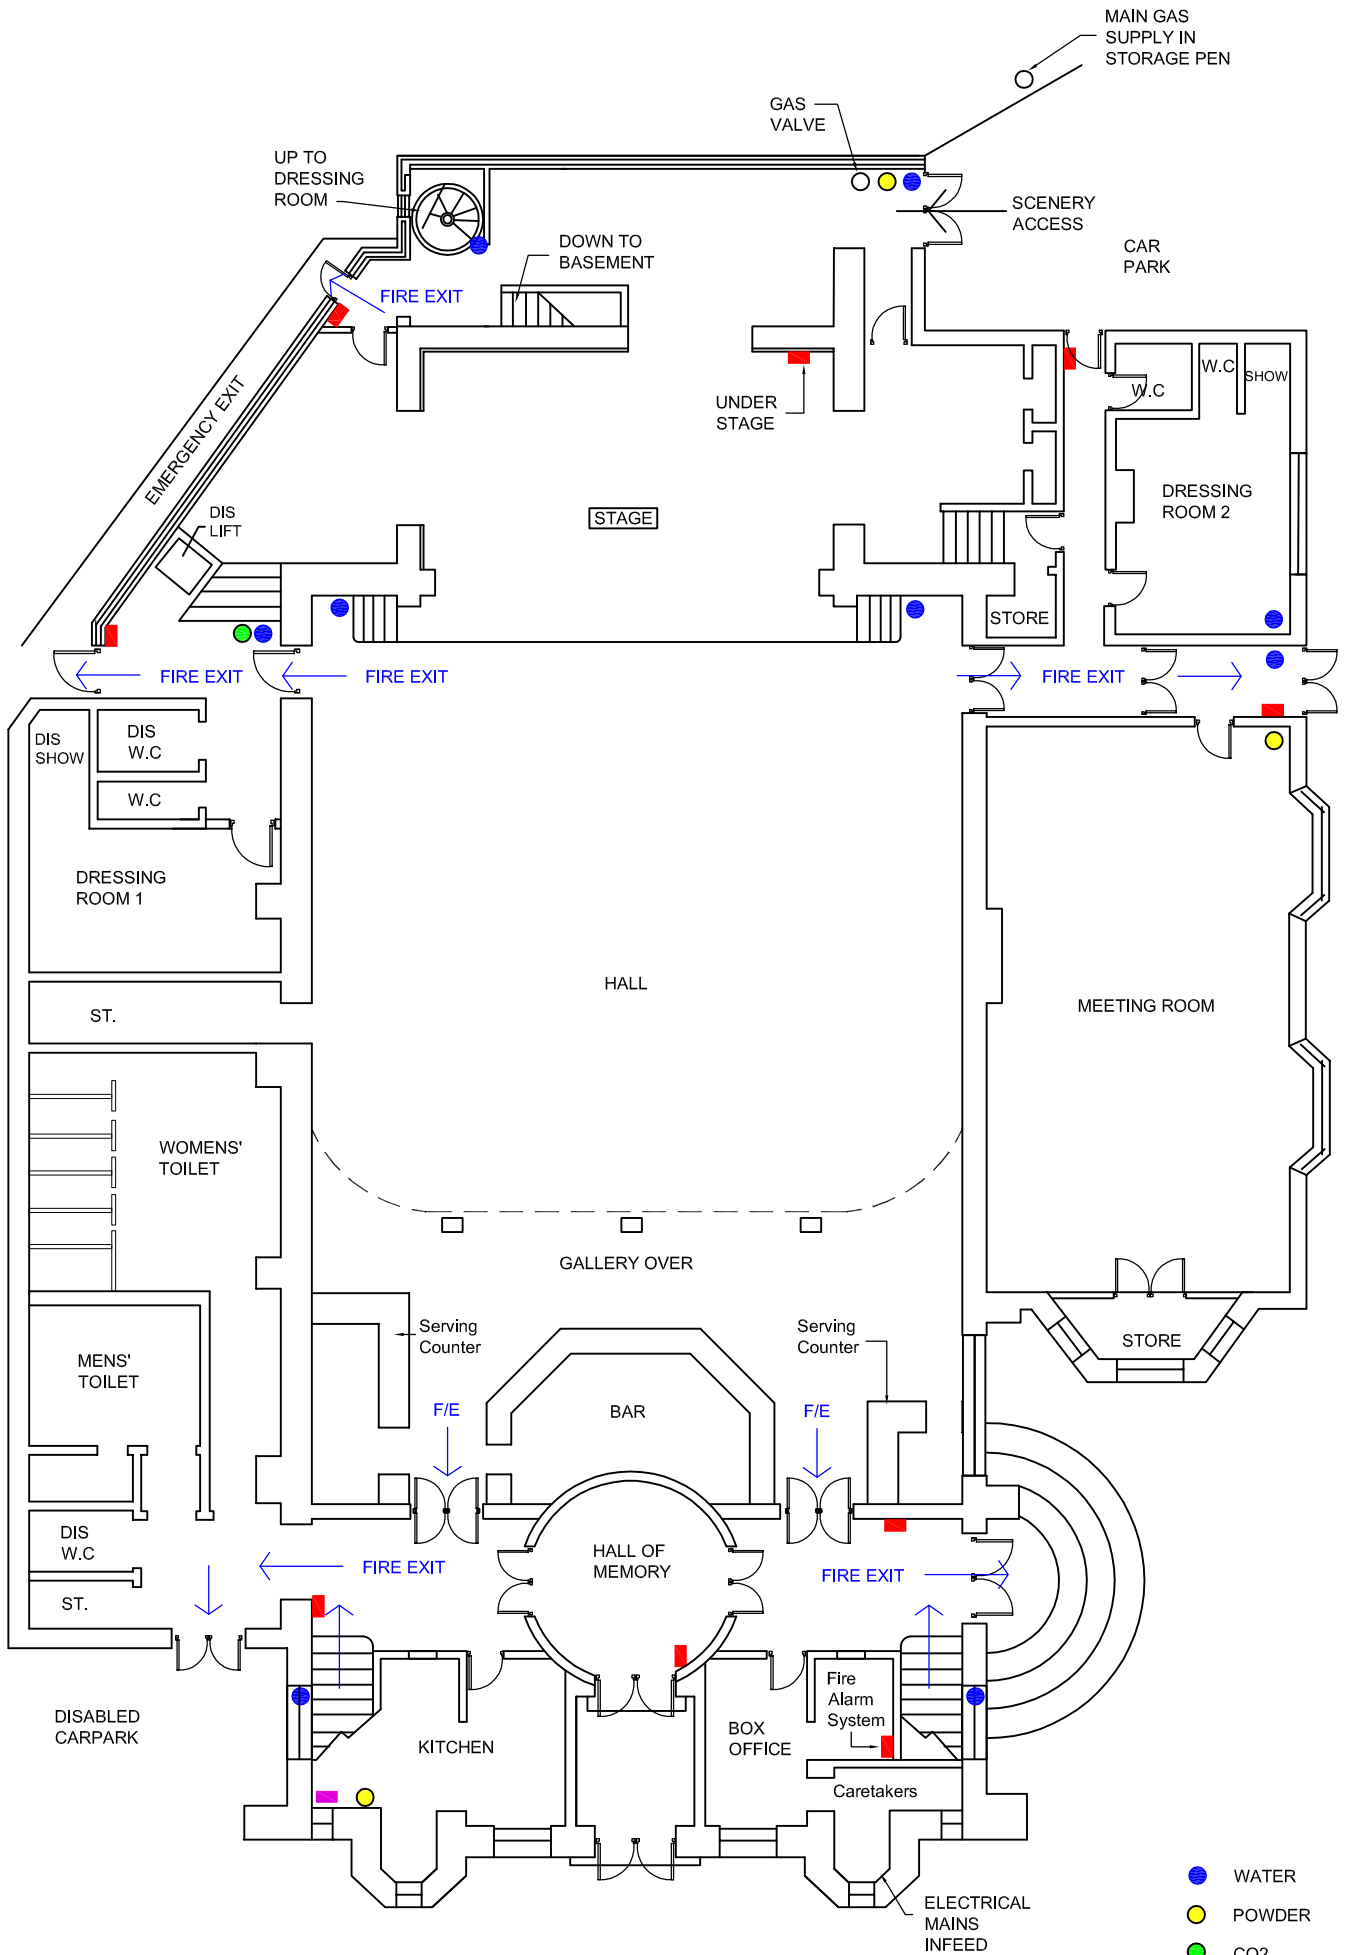 MAIN GAS
SUPPLY IN
STORAGE PEN
GAS
VALVE
UP TO
DRESSING
ROOM
SCENERY
ACCESS
DOWN TO
BASEMENT
CAR
PARK
FIRE EXIT
W.C
W.C
SHOW
UNDER
STAGE
EMERGENCY EXIT
DRESSING
ROOM 2
DIS
LIFT
STAGE
STORE
FIRE EXIT
FIRE EXIT
FIRE EXIT
DIS
SHOW
DIS
W.C
W.C
DRESSING
ROOM 1
HALL
MEETING ROOM
ST.
WOMENS'
TOILET
GALLERY OVER
Serving
Counter
Serving
Counter
STORE
MENS'
TOILET
F/E
BAR
F/E
DIS
W.C
HALL OF
MEMORY
FIRE EXIT
FIRE EXIT
ST.
Fire
Alarm
System
DISABLED
CARPARK
KITCHEN
BOX
OFFICE
Caretakers
WATER
ELECTRICAL
MAINS
INFEED
POWDER
CO2